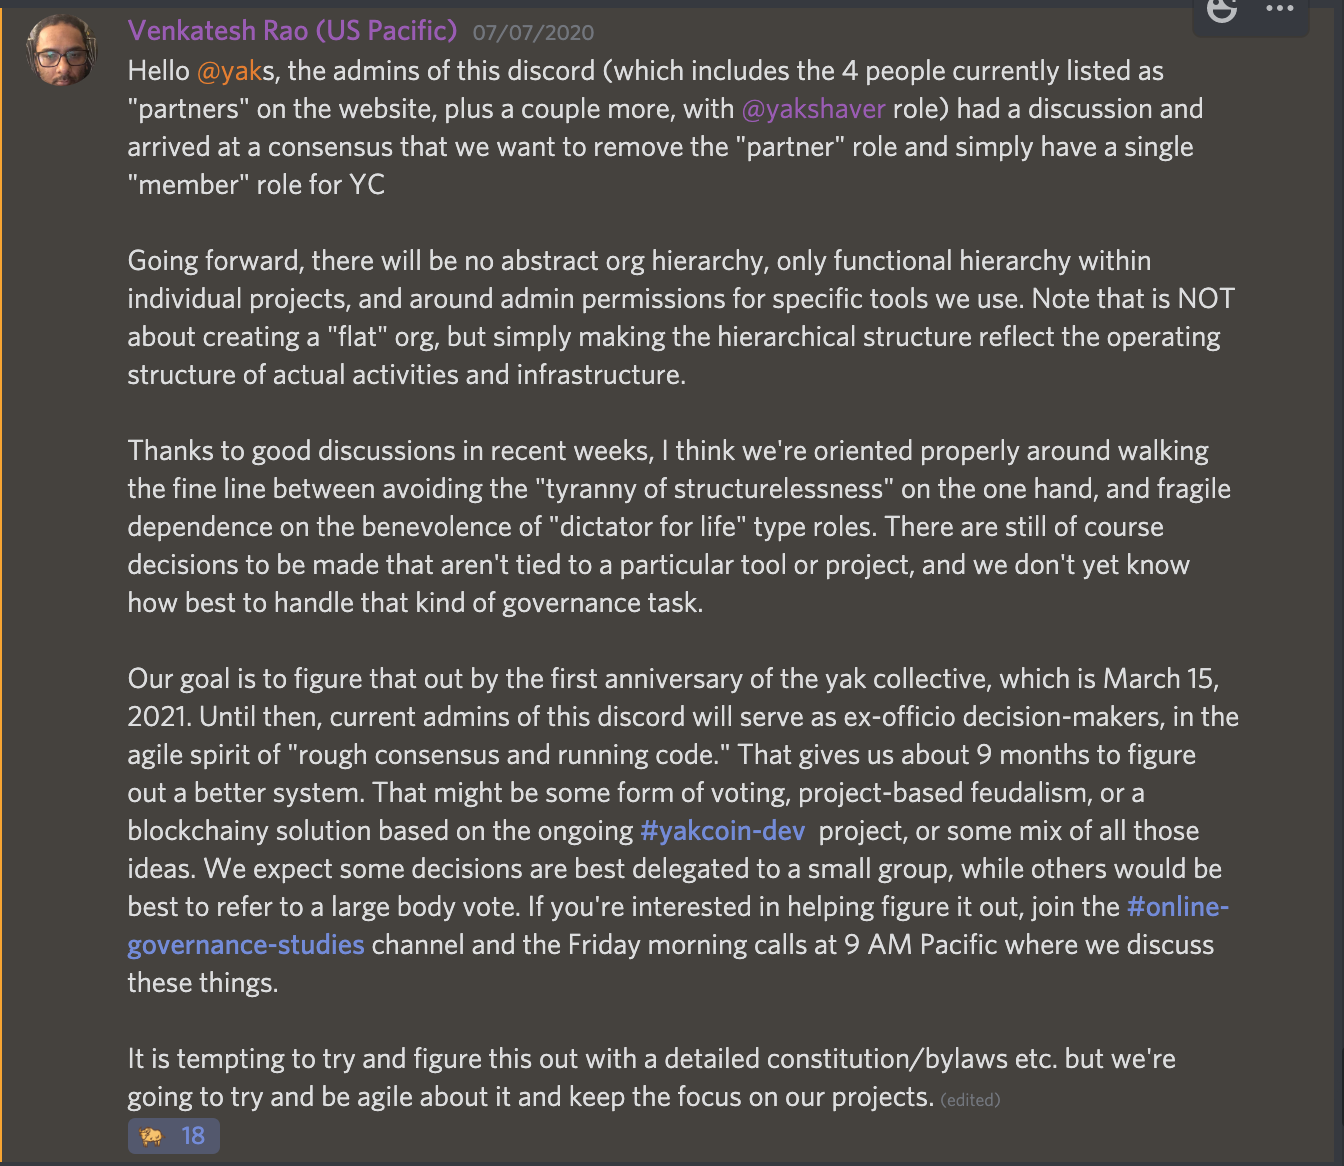 Venkatesh Rao (US Pacific) 07/07/2020
Hello @yaks, the admins of this discord (which includes the 4 people currently listed as
"partners" on the website, plus a couple more, with @yakshaver role) had a discussion and
arrived at a consensus that we want to remove the "partner" role and simply have a single
"member" role for YC
Going forward, there will be no abstract org hierarchy, only functional hierarchy within
individual projects, and around admin permissions for specific tools we use. Note that is NOT
about creating a "flat" org, but simply making the hierarchical structure reflect the operating
structure of actual activities and infrastructure.
Thanks to good discussions in recent weeks, I think we're oriented properly around walking
the fine line between avoiding the "tyranny of structurelessness" on the one hand, and fragile
dependence on the benevolence of "dictator for life" type roles. There are still of course
decisions to be made that aren't tied to a particular tool or project, and we don't yet know
how best to handle that kind of governance task.
Our goal is to figure that out by the first anniversary of the yak collective, which is March 15,
2021. Until then, current admins of this discord will serve as ex-officio decision-makers, in the
agile spirit of "rough consensus and running code." That gives us about 9 months to figure
out a better system. That might be some form of voting, project-based feudalism, or a
blockchainy solution based on the ongoing #yakcoin-dev project, or some mix of all those
ideas. We expect some decisions are best delegated to a small group, while others would be
best to refer to a large body vote. If you're interested in helping figure it out, join the #online-
governance-studies channel and the Friday morning calls at 9 AM Pacific where we discuss
these things.
It is tempting to try and figure this out with a detailed constitution/bylaws etc. but we're
going to try and be agile about it and keep the focus on our projects. (edited)
18